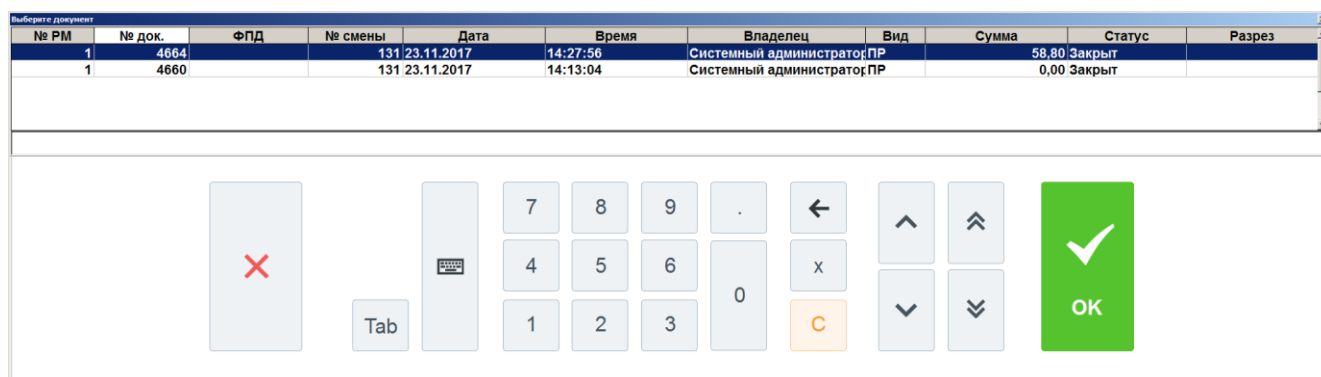 Выберите документ
№ РМ № док. ФПД № смены Дата Время Владелец Вид Сумма Статус Разрез
1 4664 131 23.11.2017 14:27:56 Системный администратор ПР 58,80 Закрыт
1 4660 131 23.11.2017 14:13:04 Системный администратор ПР 0,00 Закрыт
7 8 9 .
4 5 6 x
0
OK
Tab 1 2 3 C